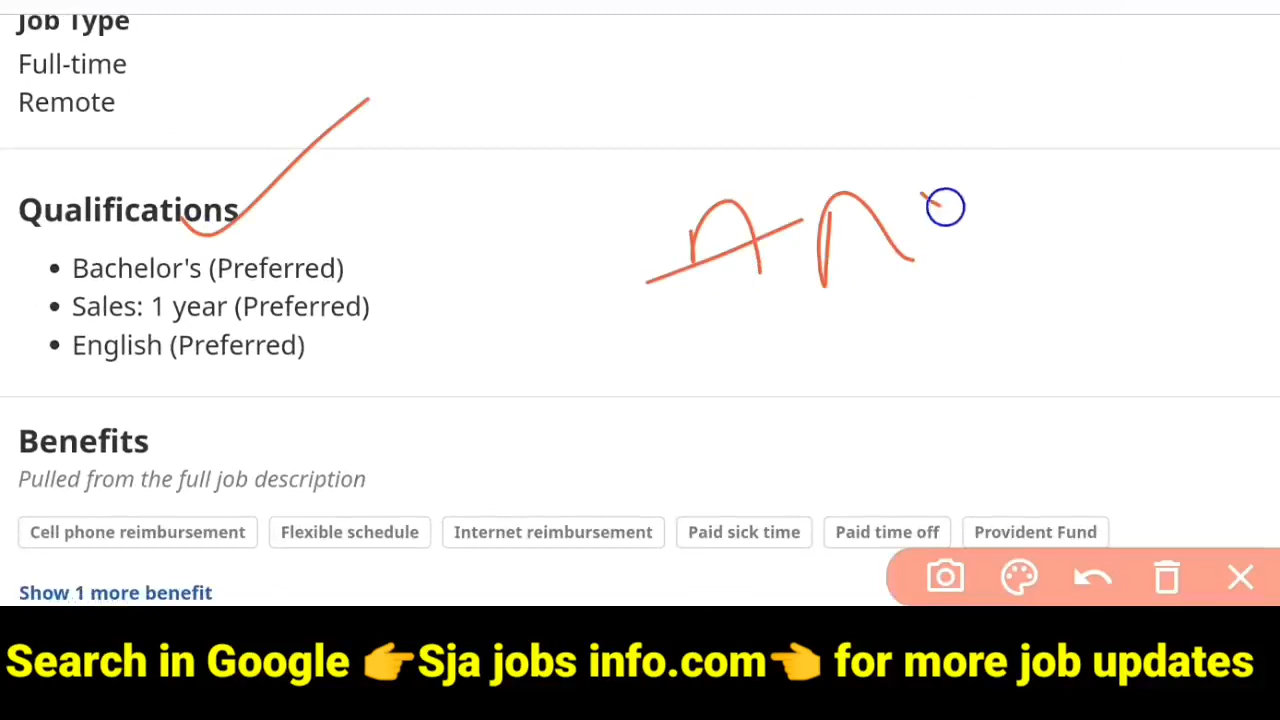 Job Type
Full-time
Remote
Qualifications
Bachelor's (Preferred)
Sales: 1 year (Preferred)
English (Preferred)
Benefits
Pulled from the full job description
Cell phone reimbursement Flexible schedule Internet reimbursement Paid sick time Paid time off Provident Fund
Show 1 more benefit
Search in Google 👉Sja jobs info.com👈 for more job updates